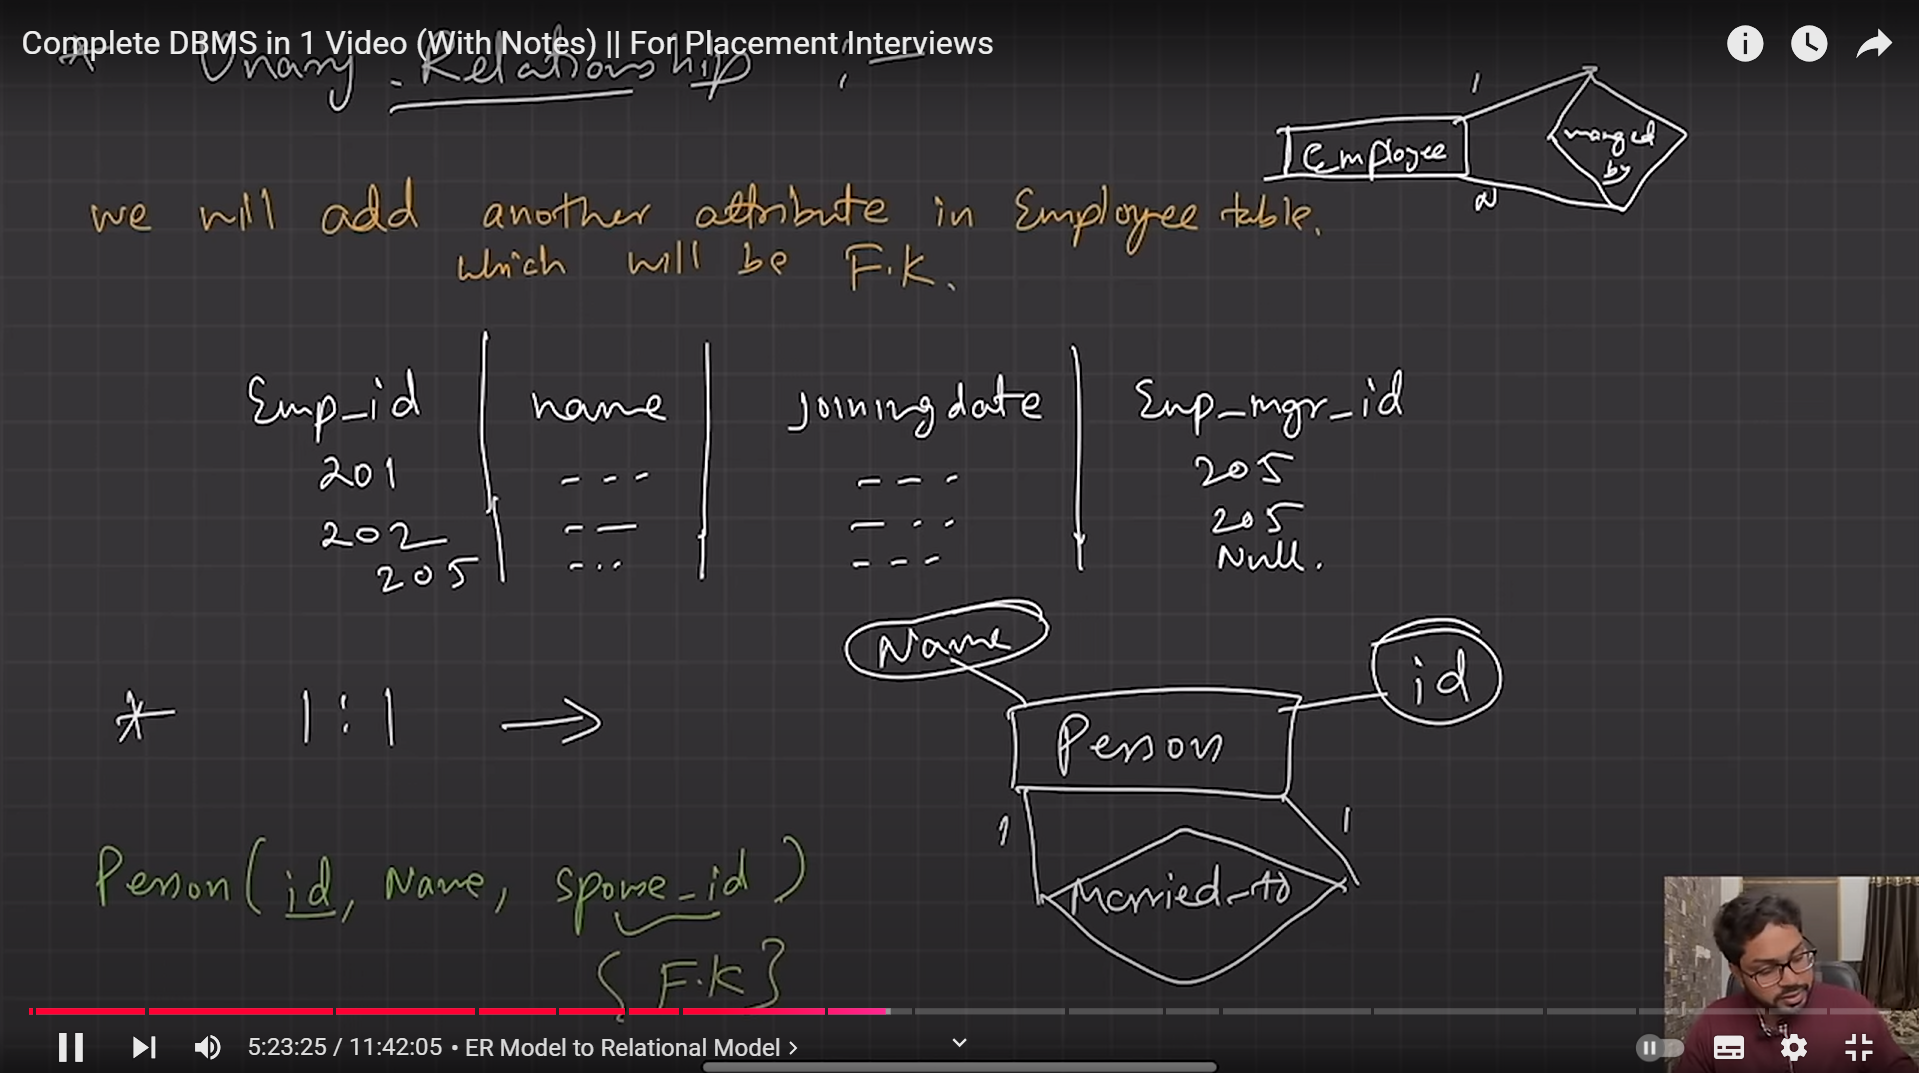 Complete DBMS in 1 Video (With Notes) || For Placement Interviews
* Unary Relationship : -
1
Employee
manged
by
N
we will add another attribute in Employee table.
which will be F.K.
Emp_id | name | Joining date | Emp_mgr_id
201 --- --- 205
202 --- --- 205
205 --- --- Null.
Name
id
* 1:1 →
Person
1
1
Married-to
Person (id, Name, spouse_id)
{F.K}
5:23:25 / 11:42:05 • ER Model to Relational Model >